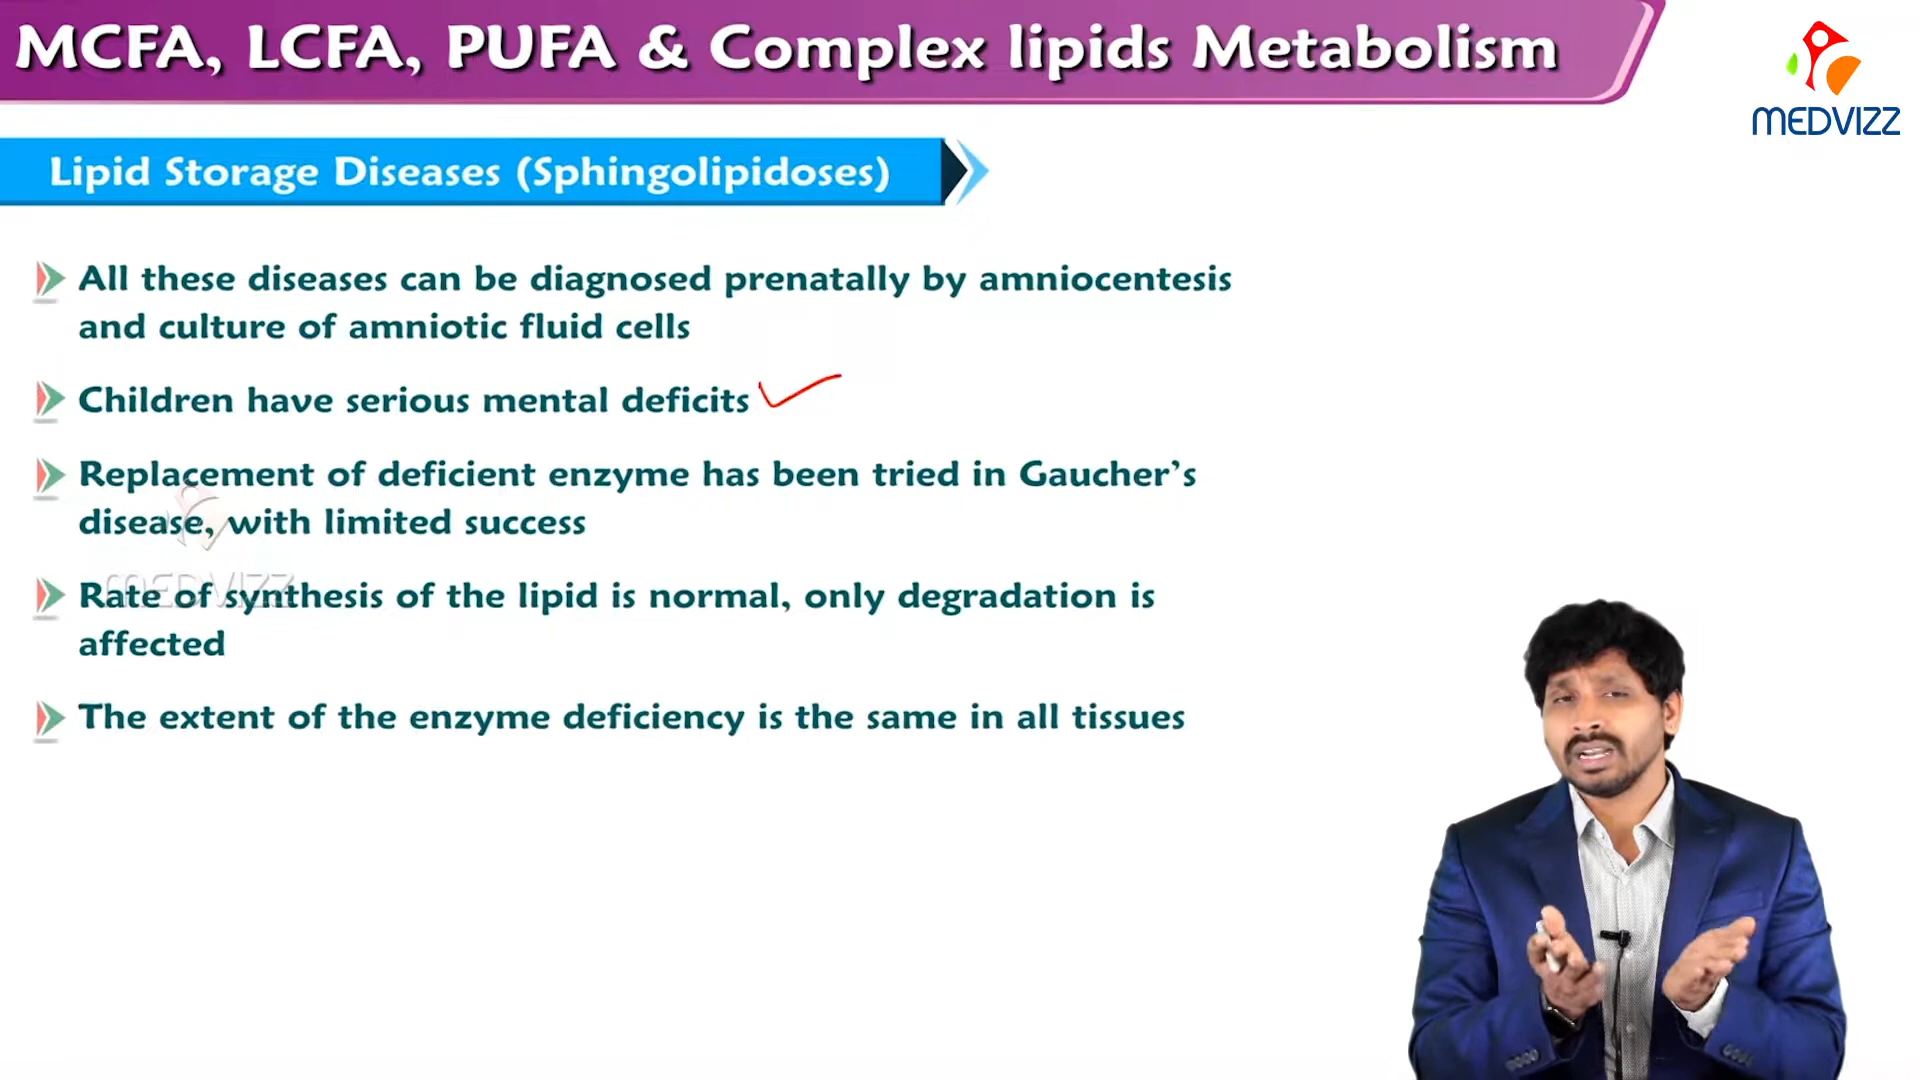 MCFA, LCFA, PUFA & Complex lipids Metabolism
MEDVIZZ
Lipid Storage Diseases (Sphingolipidoses)
All these diseases can be diagnosed prenatally by amniocentesis
and culture of amniotic fluid cells
Children have serious mental deficits
Replacement of deficient enzyme has been tried in Gaucher’s
disease, with limited success
MEDVIZZ
Rate of synthesis of the lipid is normal, only degradation is
affected
The extent of the enzyme deficiency is the same in all tissues